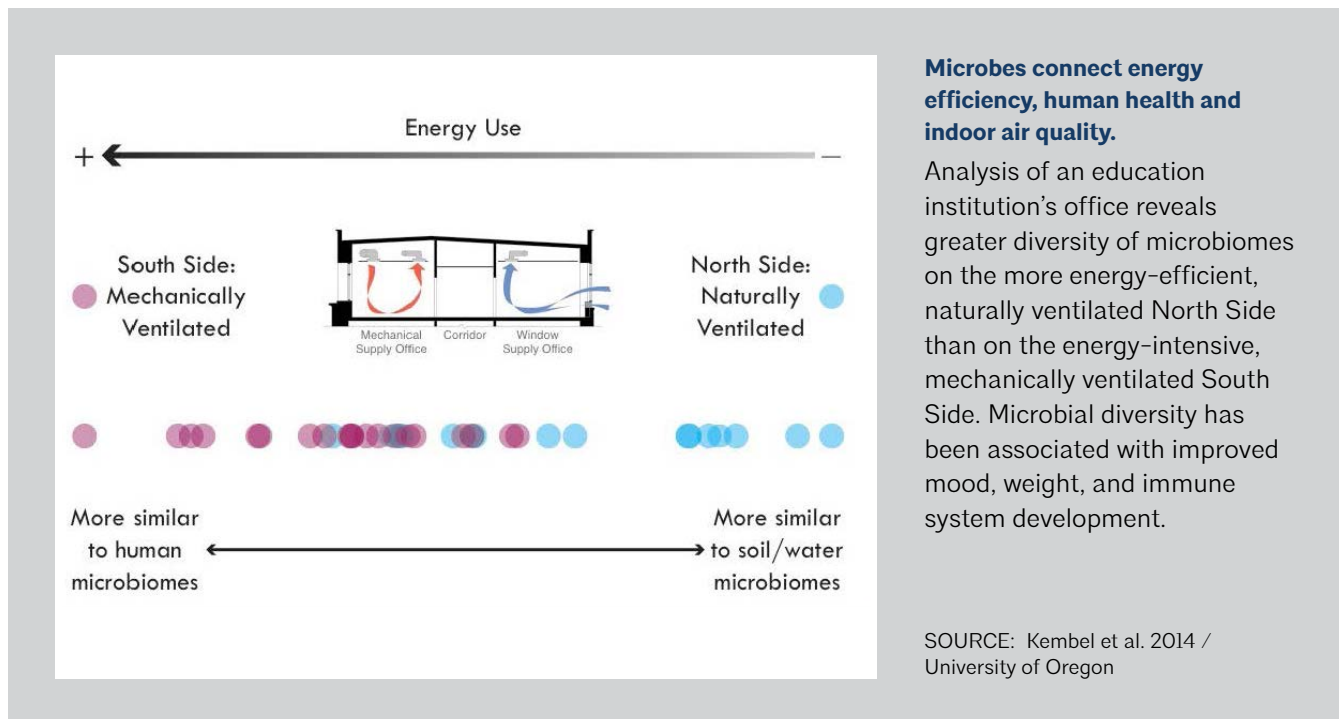 Energy Use
+
—
South Side:
Mechanically
Ventilated
North Side:
Naturally
Ventilated
Mechanical
Supply Office
Corridor
Window
Supply Office
More similar
to human
microbiomes
More similar
to soil/water
microbiomes
Microbes connect energy
efficiency, human health and
indoor air quality.
Analysis of an education
institution’s office reveals
greater diversity of microbiomes
on the more energy-efficient,
naturally ventilated North Side
than on the energy-intensive,
mechanically ventilated South
Side. Microbial diversity has
been associated with improved
mood, weight, and immune
system development.
SOURCE: Kembel et al. 2014 /
University of Oregon